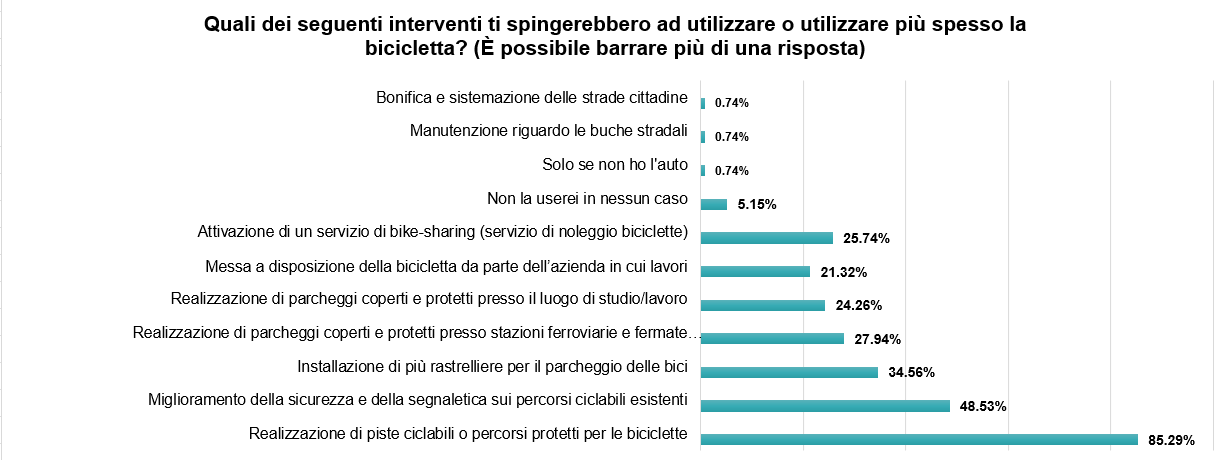 Quali dei seguenti interventi ti spingerebbero ad utilizzare o utilizzare più spesso la
bicicletta? (È possibile barrare più di una risposta)
Bonifica e sistemazione delle strade cittadine 0.74%
Manutenzione riguardo le buche stradali 0.74%
Solo se non ho l'auto 0.74%
Non la userei in nessun caso 5.15%
Attivazione di un servizio di bike-sharing (servizio di noleggio biciclette) 25.74%
Messa a disposizione della bicicletta da parte dell’azienda in cui lavori 21.32%
Realizzazione di parcheggi coperti e protetti presso il luogo di studio/lavoro 24.26%
Realizzazione di parcheggi coperti e protetti presso stazioni ferroviarie e fermate… 27.94%
Installazione di più rastrelliere per il parcheggio delle bici 34.56%
Miglioramento della sicurezza e della segnaletica sui percorsi ciclabili esistenti 48.53%
Realizzazione di piste ciclabili o percorsi protetti per le biciclette 85.29%